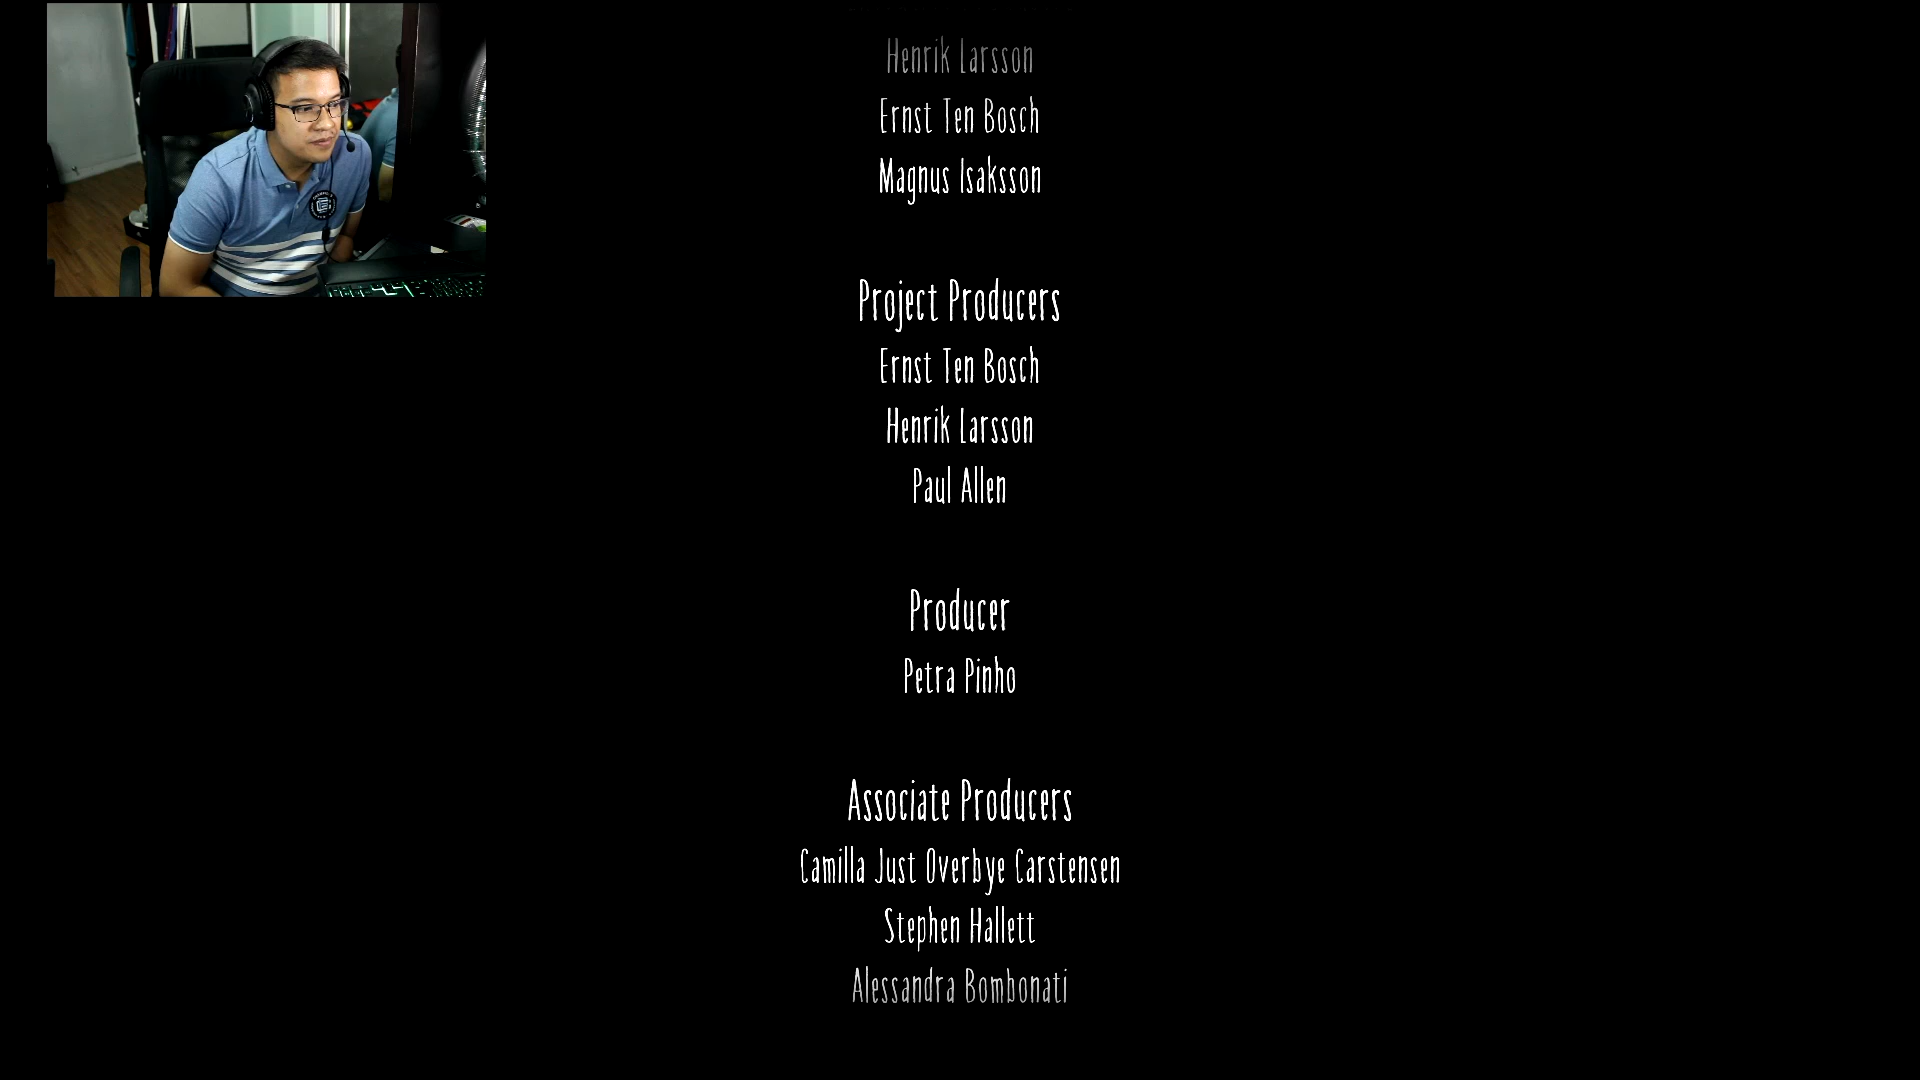 Henrik Larsson
Ernst Ten Bosch
Magnus Isaksson
Project Producers
Ernst Ten Bosch
Henrik Larsson
Paul Allen
Producer
Petra Pinho
Associate Producers
Camilla Just Overbye Carstensen
Stephen Hallett
Alessandra Bombonati